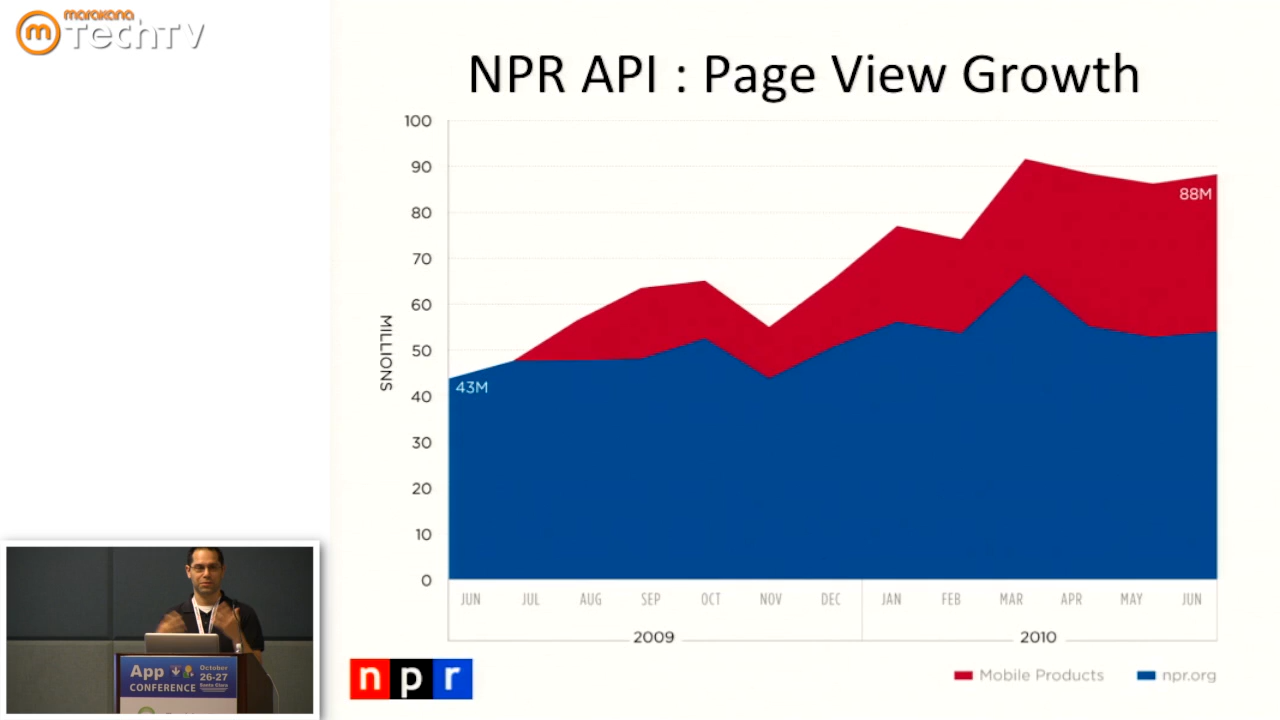 marakana
TechTV
NPR API : Page View Growth
100
90
80
70
60
50
40
30
20
10
0
MILLIONS
43M
88M
JUN JUL AUG SEP OCT NOV DEC JAN FEB MAR APR MAY JUN
2009 2010
npr
Mobile Products npr.org
App
CONFERENCE
October
26-27
Santa Clara